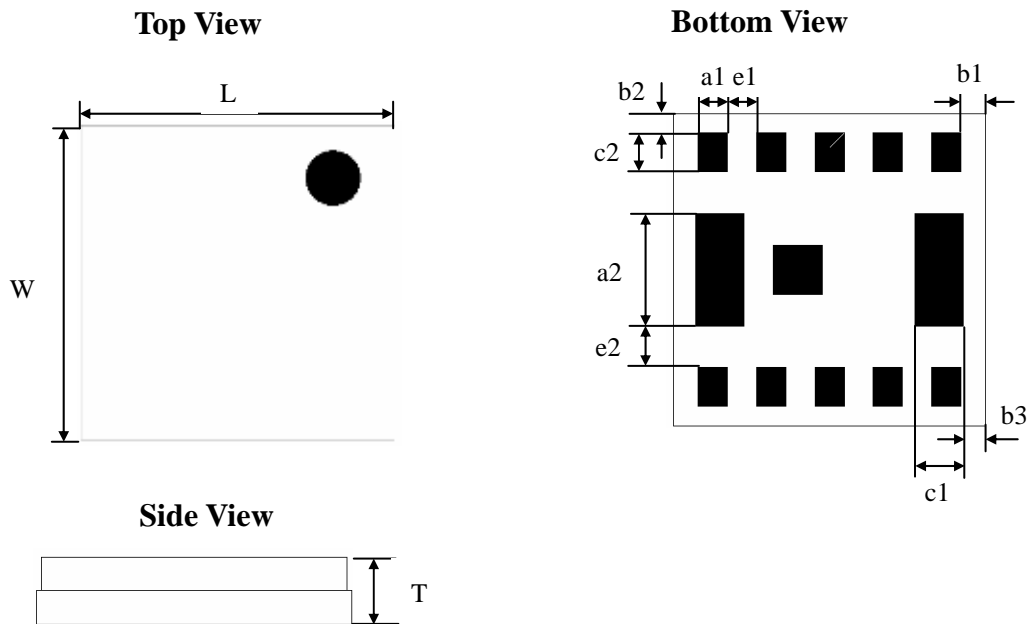 Top View
Bottom View
L
W
a1
e1
b1
b2
c2
a2
e2
b3
c1
Side View
T